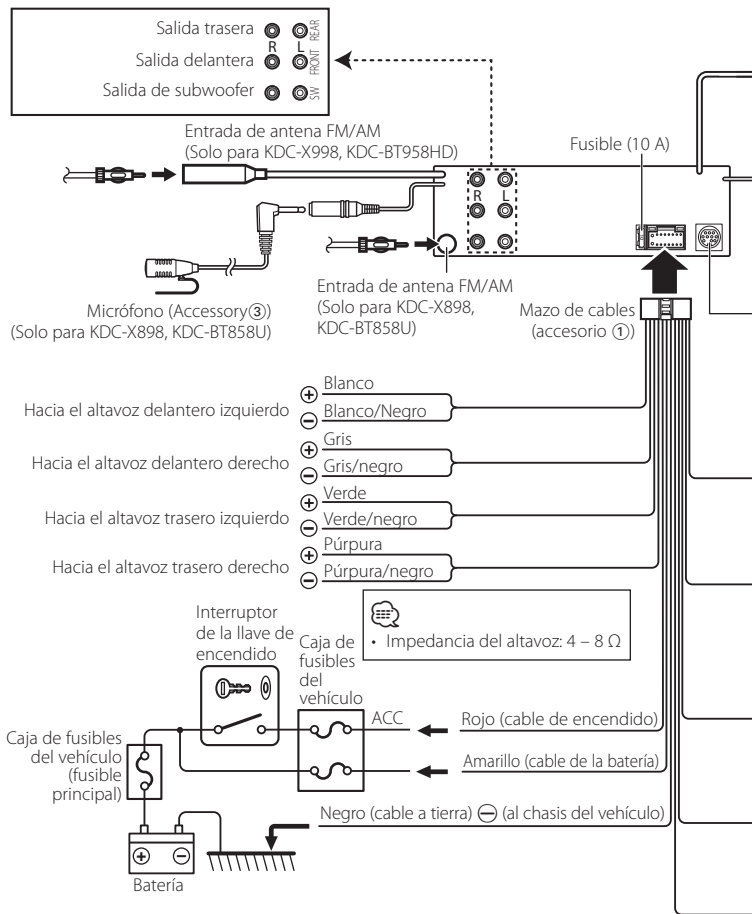 Salida trasera
R L
REAR
Salida delantera
FRONT
Salida de subwoofer
SW
Entrada de antena FM/AM
(Solo para KDC-X998, KDC-BT958HD)
Fusible (10 A)
R L
Entrada de antena FM/AM
(Solo para KDC-X898,
KDC-BT858U)
Micrófono (Accessory③)
(Solo para KDC-X898, KDC-BT858U)
Mazo de cables
(accesorio ①)
Hacia el altavoz delantero izquierdo
⊕ Blanco
⊖ Blanco/Negro
Hacia el altavoz delantero derecho
⊕ Gris
⊖ Gris/negro
Hacia el altavoz trasero izquierdo
⊕ Verde
⊖ Verde/negro
Hacia el altavoz trasero derecho
⊕ Púrpura
⊖ Púrpura/negro
• Impedancia del altavoz: 4 – 8 Ω
Interruptor
de la llave de
encendido
Caja de
fusibles
del
vehículo
ACC
Rojo (cable de encendido)
Caja de fusibles
del vehículo
(fusible
principal)
Amarillo (cable de la batería)
Negro (cable a tierra) ⊖ (al chasis del vehículo)
⊕ ⊖
Batería